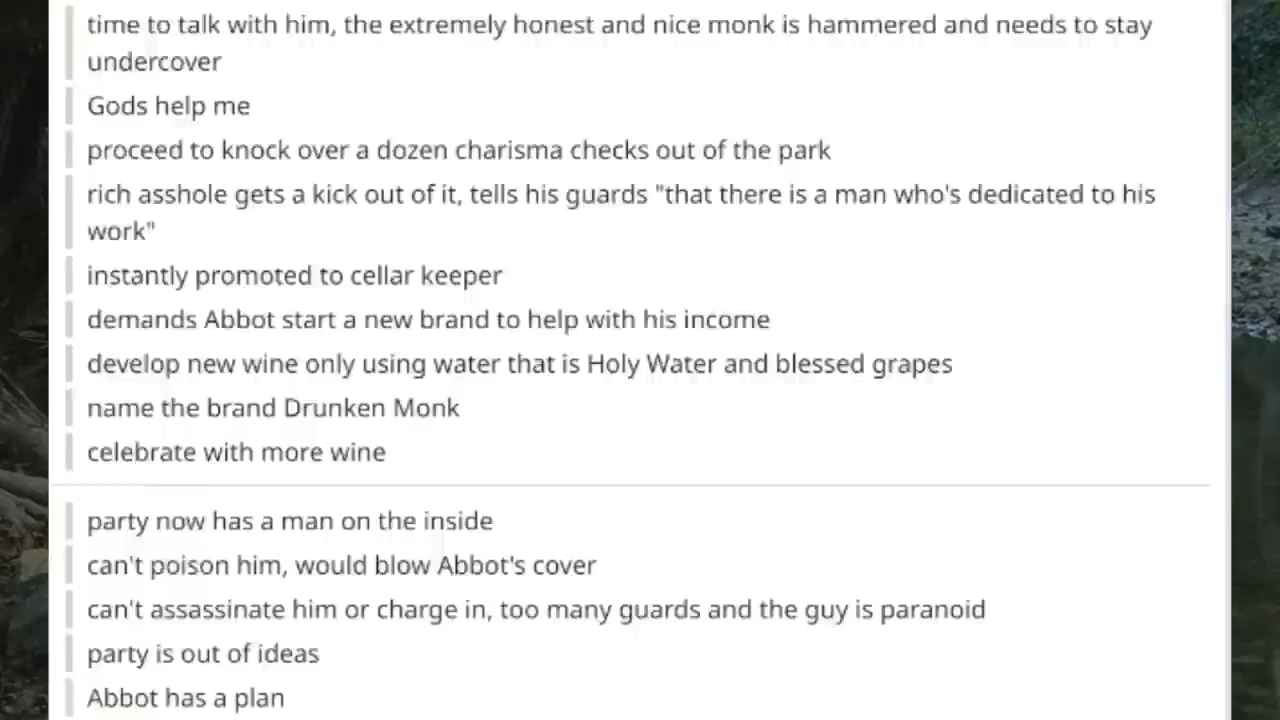 time to talk with him, the extremely honest and nice monk is hammered and needs to stay
undercover
Gods help me
proceed to knock over a dozen charisma checks out of the park
rich asshole gets a kick out of it, tells his guards "that there is a man who's dedicated to his
work"
instantly promoted to cellar keeper
demands Abbot start a new brand to help with his income
develop new wine only using water that is Holy Water and blessed grapes
name the brand Drunken Monk
celebrate with more wine
party now has a man on the inside
can't poison him, would blow Abbot's cover
can't assassinate him or charge in, too many guards and the guy is paranoid
party is out of ideas
Abbot has a plan